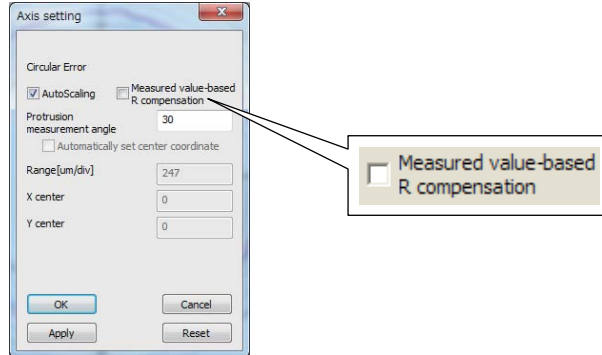 Axis setting
Circular Error
AutoScaling
Measured value-based
R compensation
Protrusion
measurement angle
30
Automatically set center coordinate
Range[um/div]
247
X center
0
Y center
0
OK
Cancel
Apply
Reset
Measured value-based
R compensation